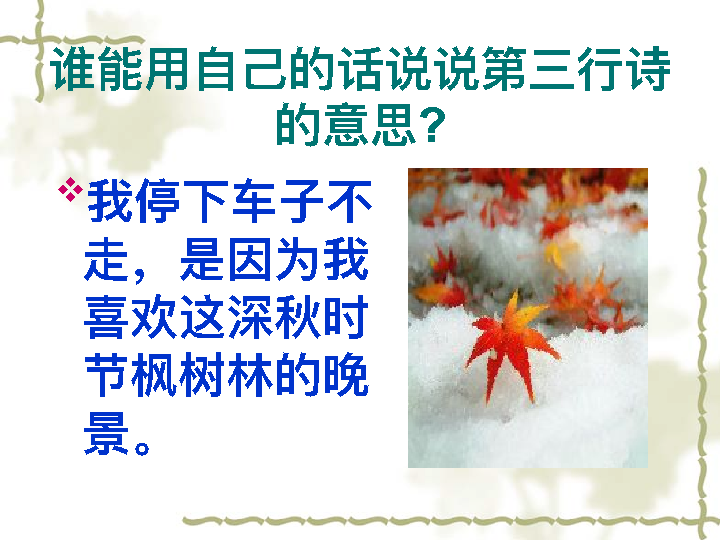 谁能用自己的话说说第三行诗
的意思?
我停下车子不
走，是因为我
喜欢这深秋时
节枫树林的晚
景。